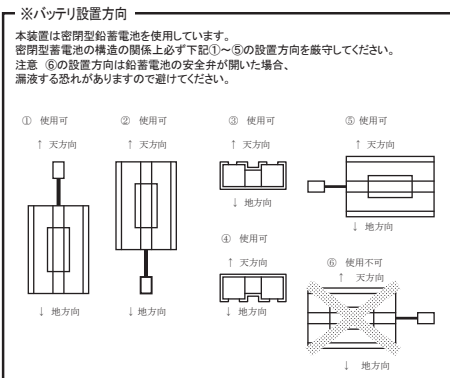 ※バッテリ設置方向
本装置は密閉型鉛蓄電池を使用しています。
密閉型蓄電池の構造の関係上必ず下記①～⑤の設置方向を厳守してください。
注意 ⑥の設置方向は鉛蓄電池の安全弁が開いた場合、
漏液する恐れがありますので避けてください。
① 使用可
↑ 天方向
↓ 地方向
② 使用可
↑ 天方向
↓ 地方向
③ 使用可
↑ 天方向
↓ 地方向
④ 使用可
↑ 天方向
↓ 地方向
⑤ 使用可
↑ 天方向
↓ 地方向
⑥ 使用不可
↑ 天方向
↓ 地方向